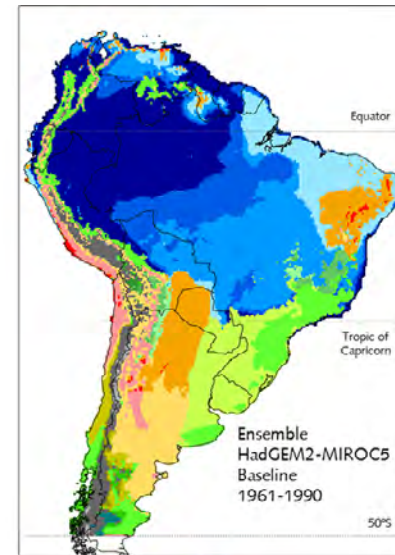 Equator
Tropic of
Capricorn
Ensemble
HadGEM2-MIROC5
Baseline
1961-1990
50°S